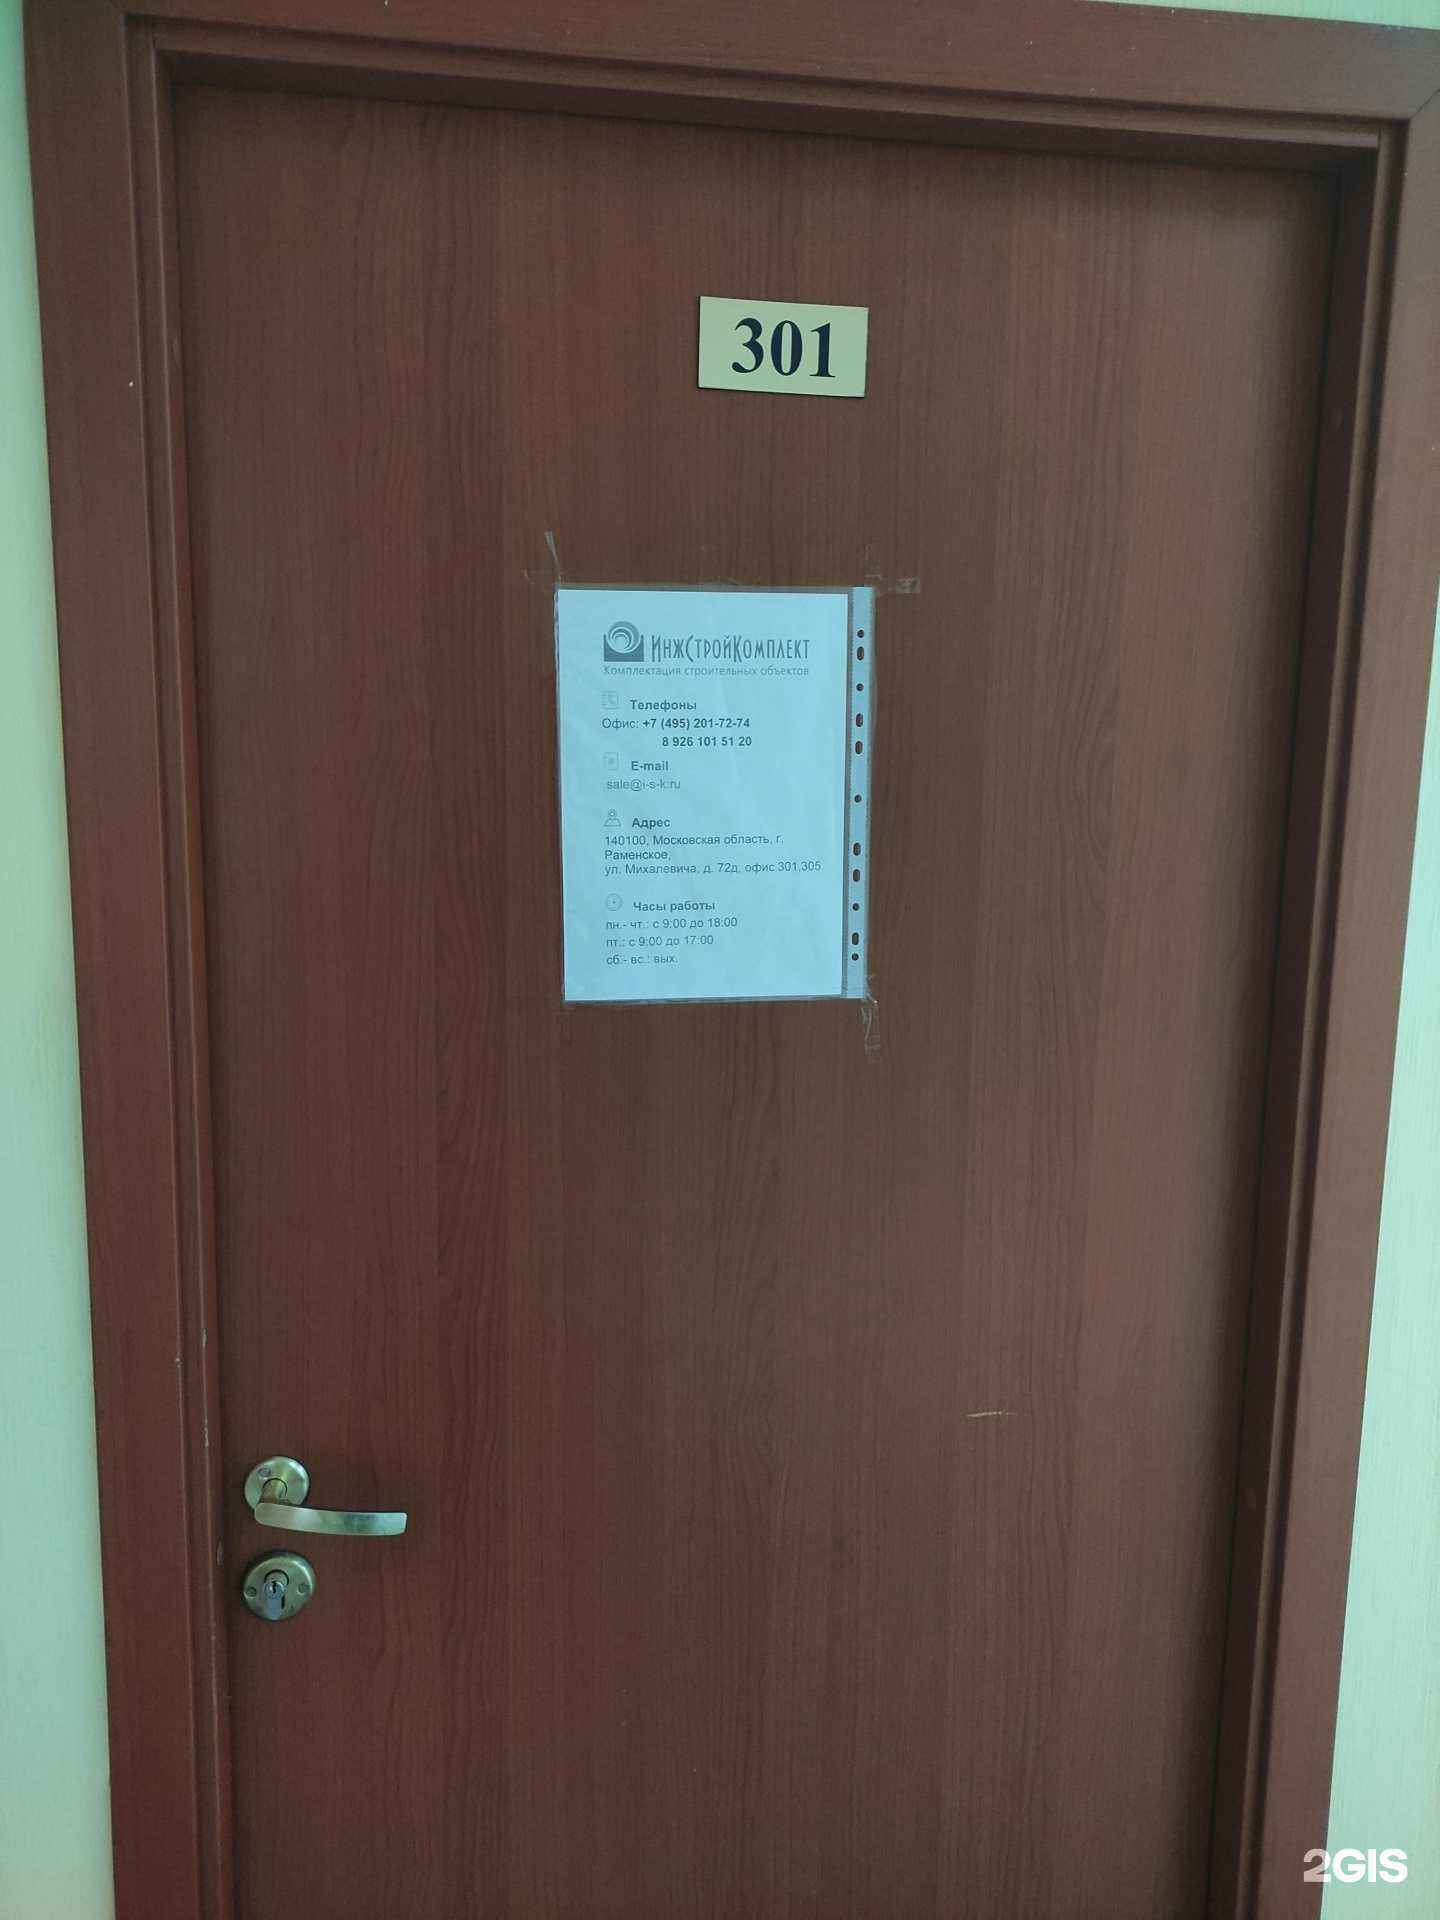 301
ИНЖСТРОЙКОМПЛЕКТ
Комплектация строительных объектов
Телефоны
Офис: +7 (495) 201-72-74
8 926 101 51 20
E-mail
sale@i-s-k.ru
Адрес
140100, Московская область, г.
Раменское,
ул. Михалевича, д. 72д, офис 301,305
Часы работы
пн.- чт.: с 9:00 до 18:00
пт.: с 9:00 до 17:00
сб.- вс.: вых.
2GIS